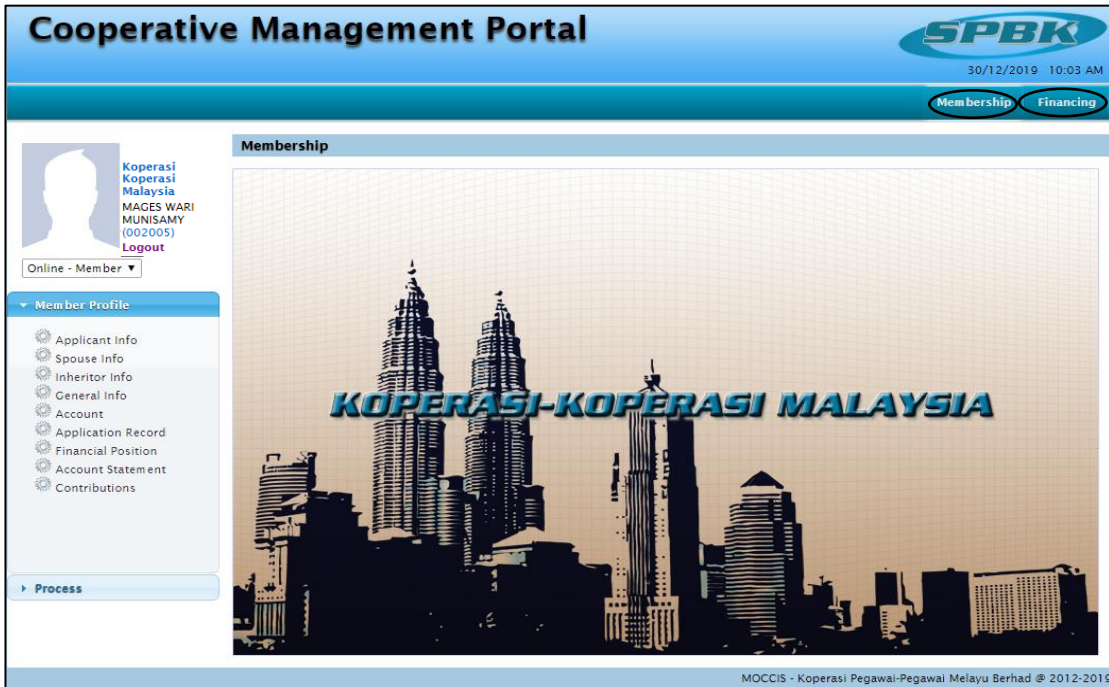 Cooperative Management Portal
SPBK
30/12/2019 10:03 AM
Membership Financing
Koperasi
Koperasi
Malaysia
MAGES WARI
MUNISAMY
(002005)
Logout
Online - Member
Member Profile
Applicant Info
Spouse Info
Inheritor Info
General Info
Account
Application Record
Financial Position
Account Statement
Contributions
Process
Membership
KOPERASI-KOPERASI MALAYSIA
MOCCIS - Koperasi Pegawai-Pegawai Melayu Berhad @ 2012-2019